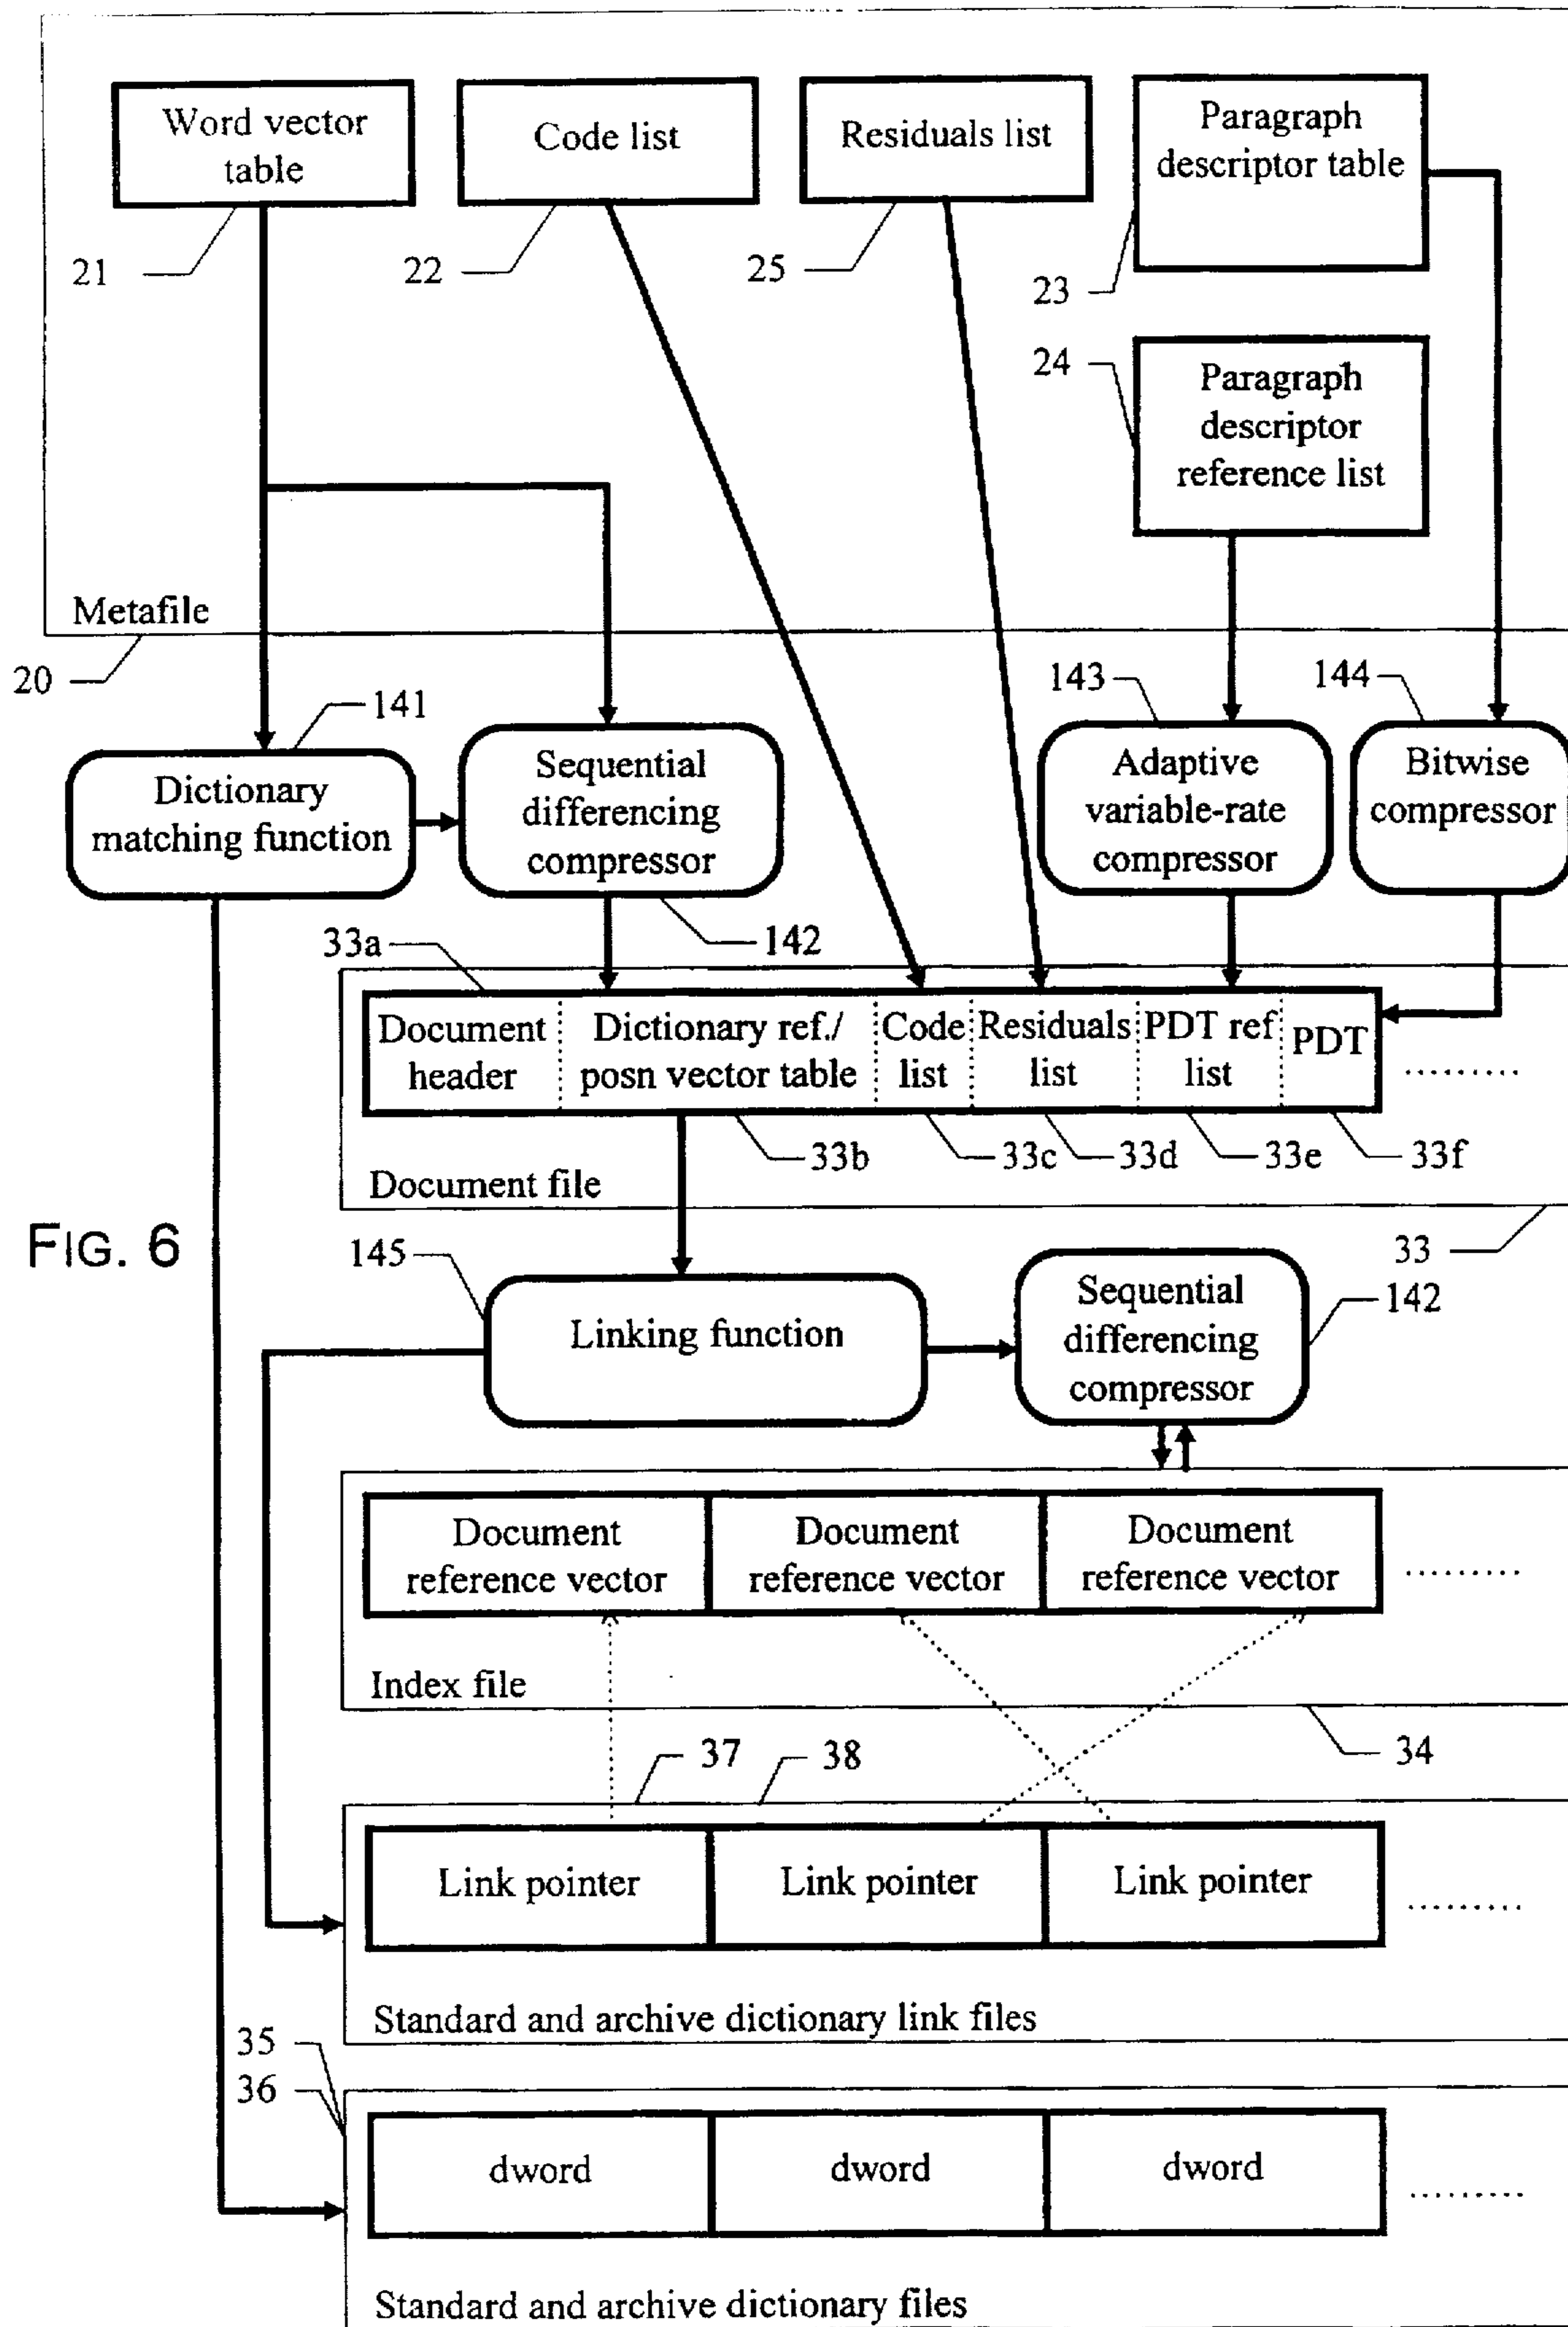 Word vector
table
Code list
Residuals list
Paragraph
descriptor table
21
22
25
23
24
Paragraph
descriptor
reference list
Metafile
20
141
143
144
Dictionary
matching function
Sequential
differencing
compressor
Adaptive
variable-rate
compressor
Bitwise
compressor
33a
142
Document
header
Dictionary ref./
posn vector table
Code
list
Residuals
list
PDT ref
list
PDT
.........
33b
33c
33d
33e
33f
Document file
FIG. 6
145
33
Linking function
Sequential
differencing
compressor
142
Document
reference vector
Document
reference vector
Document
reference vector
.........
Index file
37
38
34
Link pointer
Link pointer
Link pointer
.........
Standard and archive dictionary link files
35
36
dword
dword
dword
.........
Standard and archive dictionary files